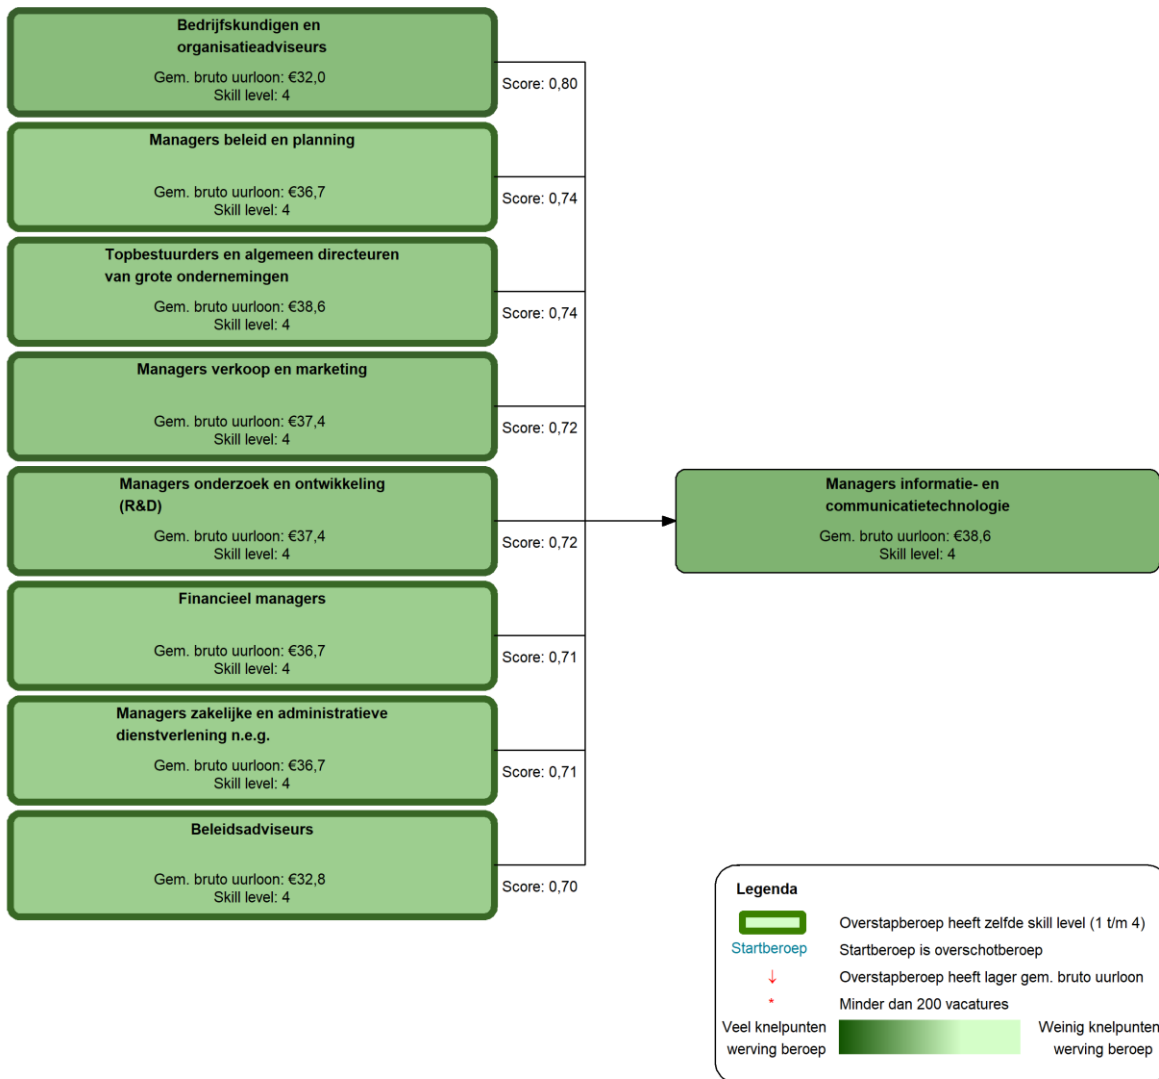 Bedrijfskundigen en
organisatieadviseurs
Gem. bruto uurloon: €32,0
Skill level: 4
Score: 0,80
Managers beleid en planning
Gem. bruto uurloon: €36,7
Skill level: 4
Score: 0,74
Topbestuurders en algemeen directeuren
van grote ondernemingen
Gem. bruto uurloon: €38,6
Skill level: 4
Score: 0,74
Managers verkoop en marketing
Gem. bruto uurloon: €37,4
Skill level: 4
Score: 0,72
Managers onderzoek en ontwikkeling
(R&D)
Gem. bruto uurloon: €37,4
Skill level: 4
Score: 0,72
Financieel managers
Gem. bruto uurloon: €36,7
Skill level: 4
Score: 0,71
Managers zakelijke en administratieve
dienstverlening n.e.g.
Gem. bruto uurloon: €36,7
Skill level: 4
Score: 0,71
Beleidsadviseurs
Gem. bruto uurloon: €32,8
Skill level: 4
Score: 0,70
Managers informatie- en
communicatietechnologie
Gem. bruto uurloon: €38,6
Skill level: 4
Legenda
Overstapberoep heeft zelfde skill level (1 t/m 4)
Startberoep Startberoep is overschotberoep
↓ Overstapberoep heeft lager gem. bruto uurloon
* Minder dan 200 vacatures
Veel knelpunten Weinig knelpunten
werving beroep werving beroep